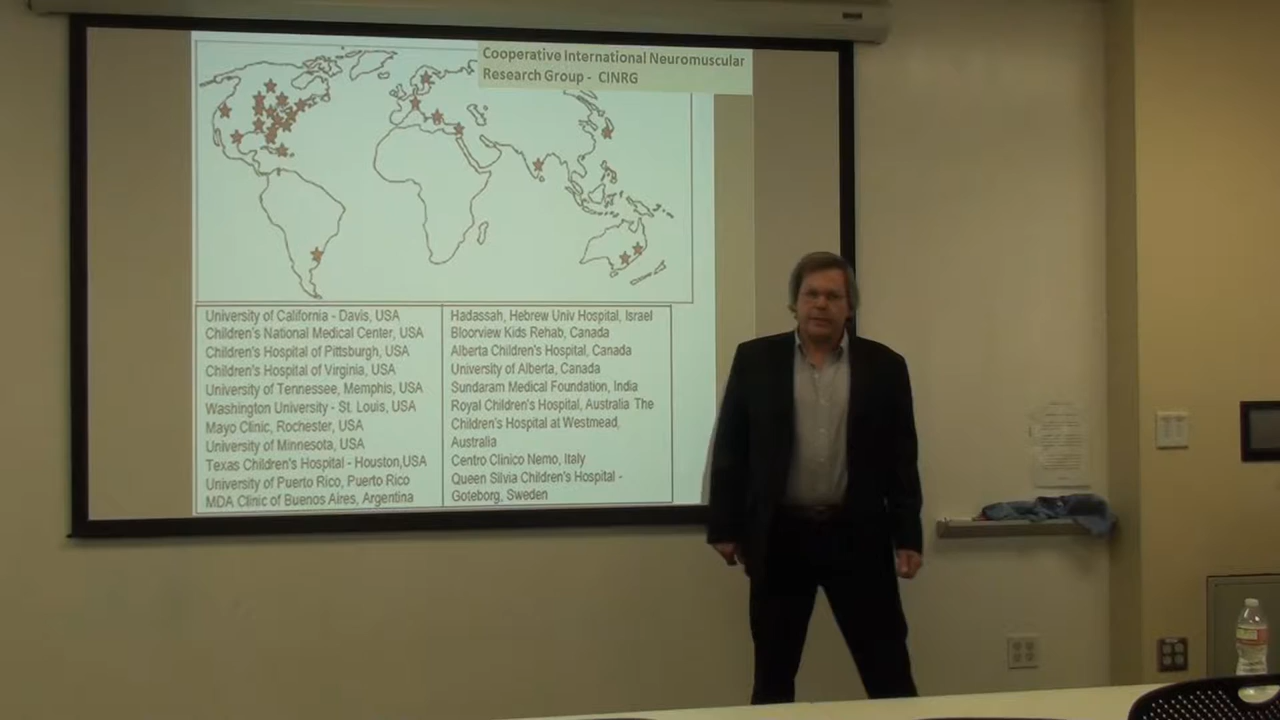 Cooperative International Neuromuscular
Research Group - CINRG
University of California - Davis, USA
Children's National Medical Center, USA
Children's Hospital of Pittsburgh, USA
Children's Hospital of Virginia, USA
University of Tennessee, Memphis, USA
Washington University - St. Louis, USA
Mayo Clinic, Rochester, USA
University of Minnesota, USA
Texas Children's Hospital - Houston,USA
University of Puerto Rico, Puerto Rico
MDA Clinic of Buenos Aires, Argentina
Hadassah, Hebrew Univ Hospital, Israel
Bloorview Kids Rehab, Canada
Alberta Children's Hospital, Canada
University of Alberta, Canada
Sundaram Medical Foundation, India
Royal Children's Hospital, Australia The
Children's Hospital at Westmead,
Australia
Centro Clinico Nemo, Italy
Queen Silvia Children's Hospital -
Goteborg, Sweden